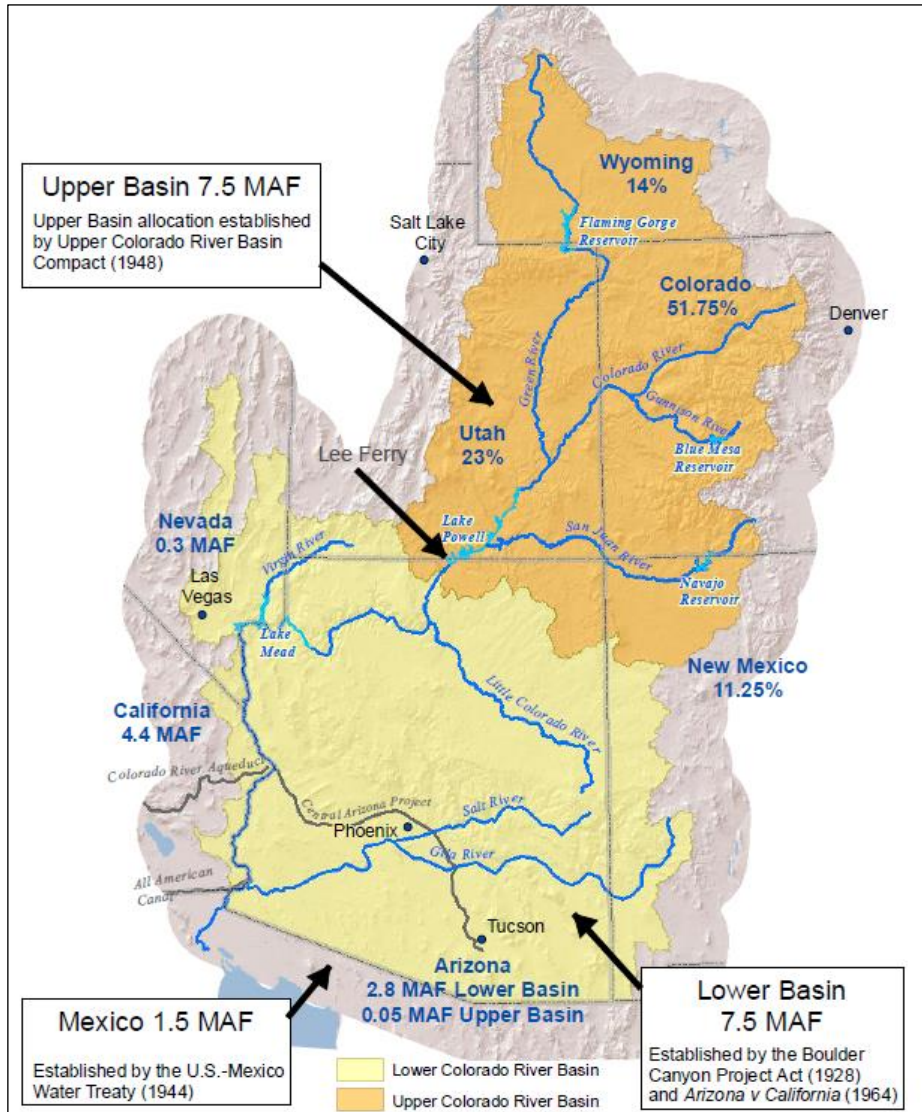 Upper Basin 7.5 MAF
Upper Basin allocation established
by Upper Colorado River Basin
Compact (1948)
Wyoming
14%
Salt Lake
City
Flaming Gorge
Reservoir
Colorado
51.75%
Denver
Green River
Colorado River
Gunnison River
Blue Mesa
Reservoir
Utah
23%
Lee Ferry
Lake
Powell
San Juan River
Navajo
Reservoir
Nevada
0.3 MAF
Virgin River
Las
Vegas
Lake
Mead
New Mexico
11.25%
Little Colorado River
California
4.4 MAF
Colorado River Aqueduct
Central Arizona Project
Salt River
Phoenix
Gila River
All American
Canal
Tucson
Arizona
2.8 MAF Lower Basin
0.05 MAF Upper Basin
Lower Basin
7.5 MAF
Established by the Boulder
Canyon Project Act (1928)
and Arizona v California (1964)
Mexico 1.5 MAF
Established by the U.S.-Mexico
Water Treaty (1944)
Lower Colorado River Basin
Upper Colorado River Basin